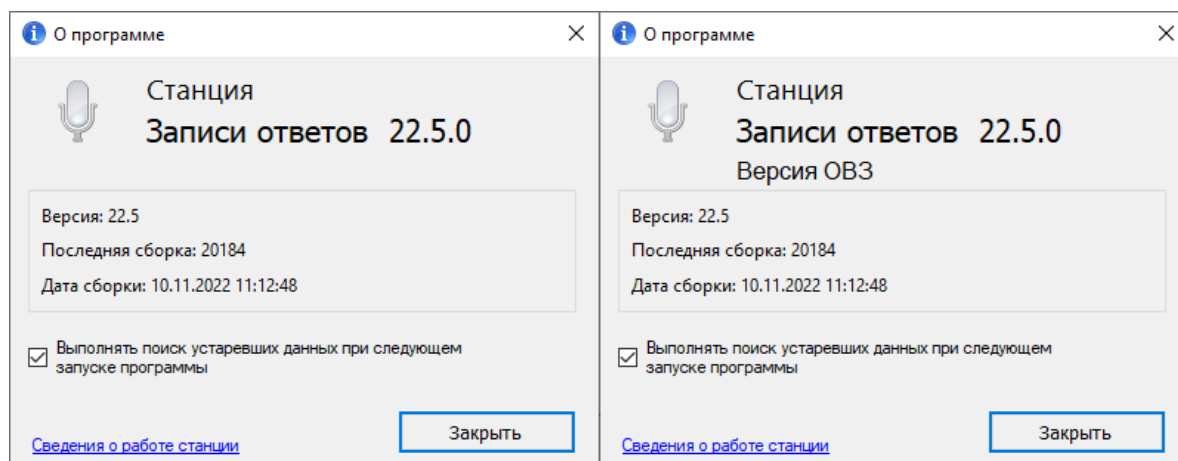 О программе
Станция
Записи ответов 22.5.0
Версия: 22.5
Последняя сборка: 20184
Дата сборки: 10.11.2022 11:12:48
Выполнять поиск устаревших данных при следующем
запуске программы
Сведения о работе станции
Закрыть
О программе
Станция
Записи ответов 22.5.0
Версия ОВЗ
Версия: 22.5
Последняя сборка: 20184
Дата сборки: 10.11.2022 11:12:48
Выполнять поиск устаревших данных при следующем
запуске программы
Сведения о работе станции
Закрыть